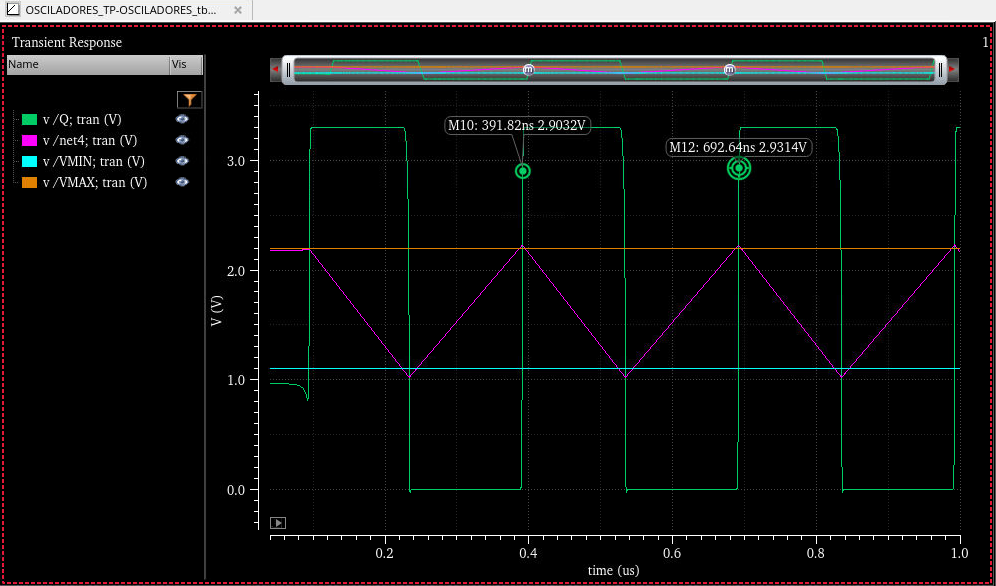 OSCILADORES_TP-OSCILADORES_tb...
Transient Response
1
Name Vis
v /Q; tran (V)
v /net4; tran (V)
v /VMIN; tran (V)
v /VMAX; tran (V)
m m
M10: 391.82ns 2.9032V
M12: 692.64ns 2.9314V
3.0
2.0
1.0
0.0
V (V)
0.2 0.4 0.6 0.8 1.0
time (us)